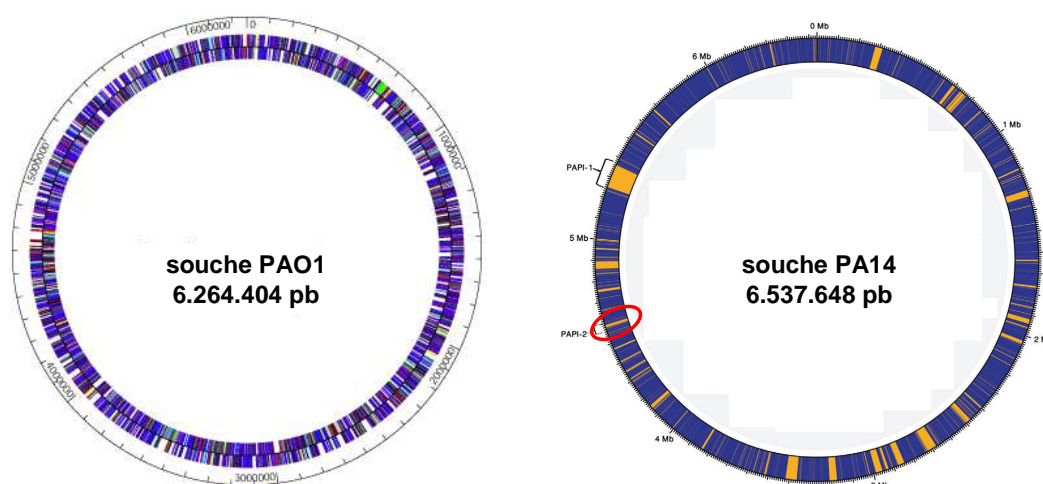 6000000
0
1000000
2000000
3000000
4000000
5000000
souche PAO1
6.264.404 pb
0 Mb
1 Mb
4 Mb
5 Mb
6 Mb
PAPI-1
PAPI-2
souche PA14
6.537.648 pb